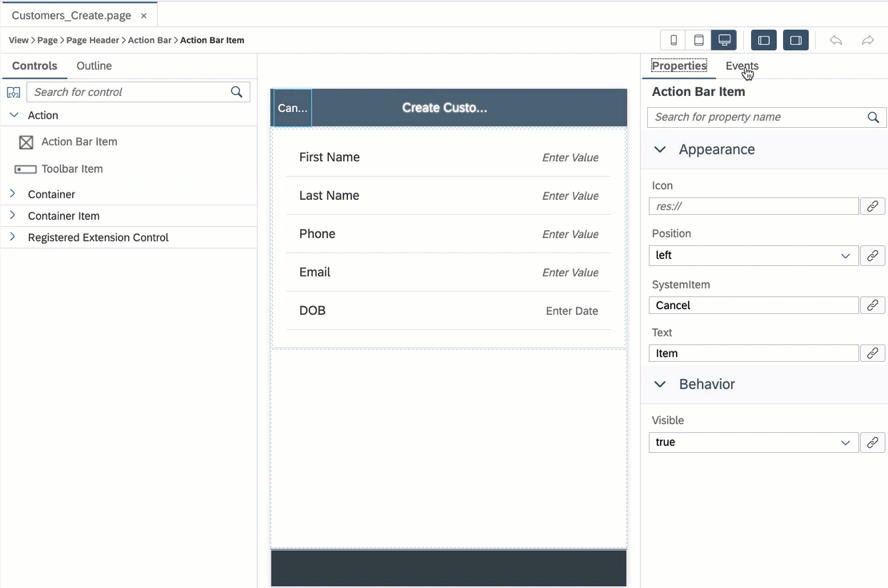 Customers_Create.page ×
View > Page > Page Header > Action Bar > Action Bar Item
Controls Outline
Search for control
Action
Action Bar Item
Toolbar Item
Container
Container Item
Registered Extension Control
Can... Create Custo...
First Name Enter Value
Last Name Enter Value
Phone Enter Value
Email Enter Value
DOB Enter Date
Properties Events
Action Bar Item
Search for property name
Appearance
Icon
res://
Position
left
SystemItem
Cancel
Text
Item
Behavior
Visible
true